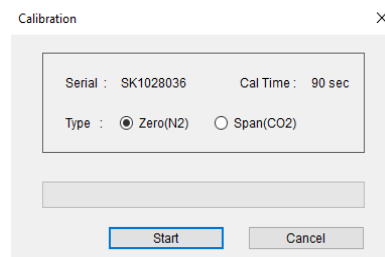 Calibration
Serial : SK1028036 Cal Time : 90 sec
Type : Zero(N2) Span(CO2)
Start Cancel